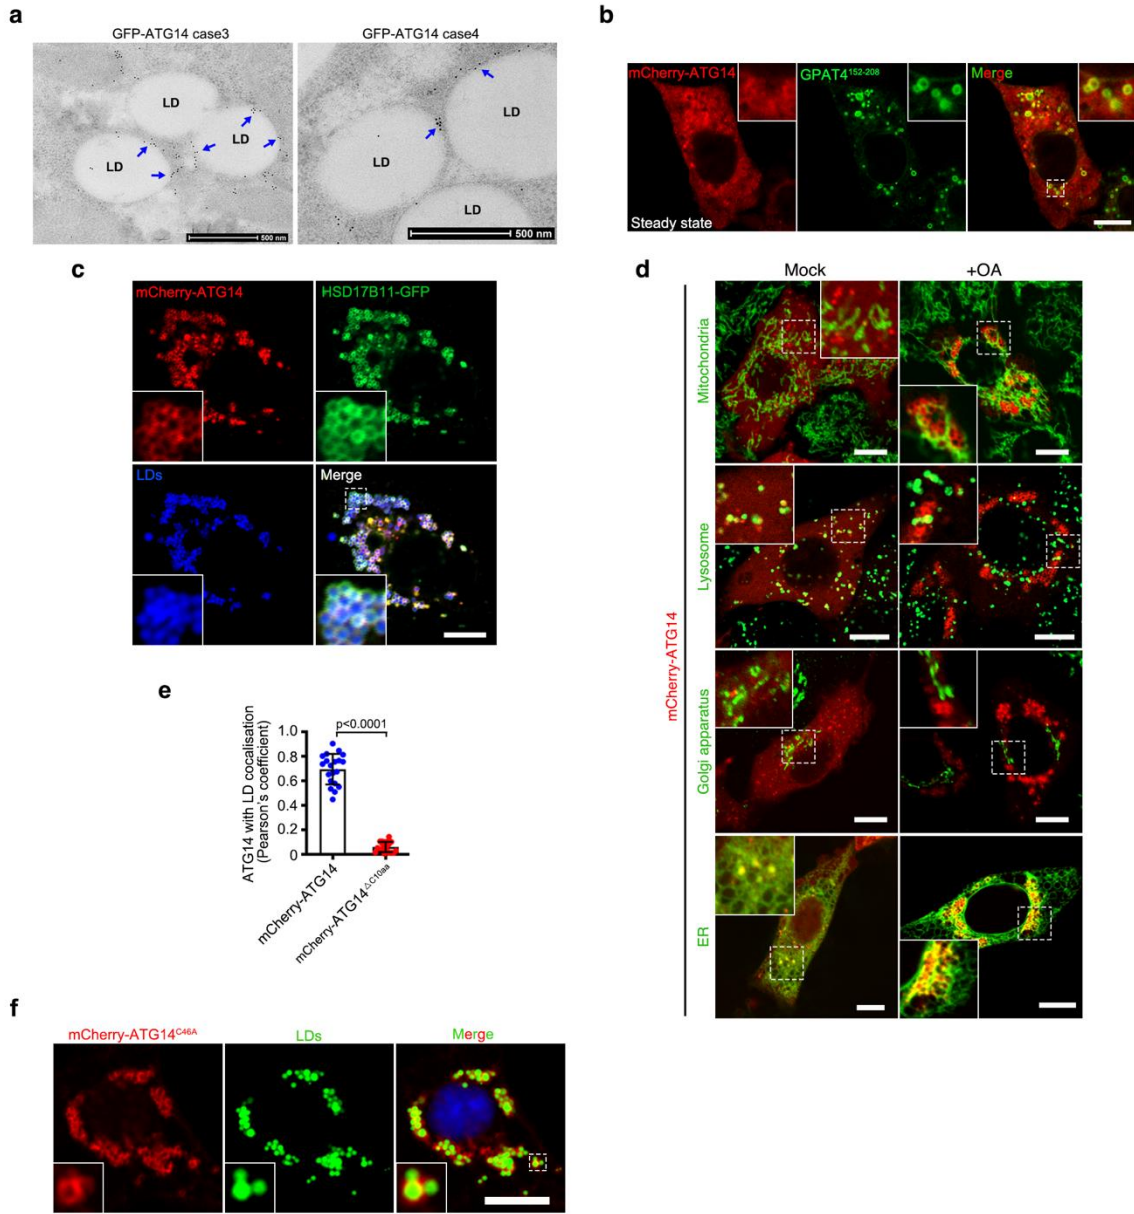 a
GFP-ATG14 case3
GFP-ATG14 case4
LD
LD
LD
500 nm
LD
LD
LD
500 nm
b
mCherry-ATG14
GPAT4¹⁵²⁻²⁰⁸
Merge
Steady state
c
mCherry-ATG14
HSD17B11-GFP
LDs
Merge
d
Mock
+OA
mCherry-ATG14
Mitochondria
Lysosome
Golgi apparatus
ER
e
ATG14 with LD cocalisation
(Pearson's coefficient)
p<0.0001
1.0
0.8
0.6
0.4
0.2
0
mCherry-ATG14
mCherry-ATG14△C10aa
f
mCherry-ATG14C46A
LDs
Merge